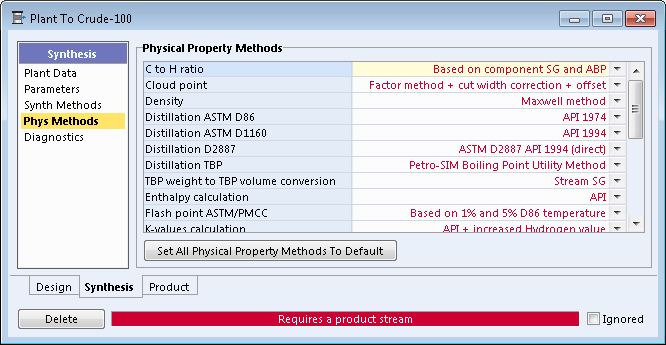 Plant To Crude-100
Synthesis
Plant Data
Parameters
Synth Methods
Phys Methods
Diagnostics
Physical Property Methods
C to H ratio Based on component SG and ABP
Cloud point Factor method + cut width correction + offset
Density Maxwell method
Distillation ASTM D86 API 1974
Distillation ASTM D1160 API 1994
Distillation D2887 ASTM D2887 API 1994 (direct)
Distillation TBP Petro-SIM Boiling Point Utility Method
TBP weight to TBP volume conversion Stream SG
Enthalpy calculation API
Flash point ASTM/PMCC Based on 1% and 5% D86 temperature
K-values calculation API + increased Hydrogen value
Set All Physical Property Methods To Default
Design Synthesis Product
Delete Requires a product stream Ignored